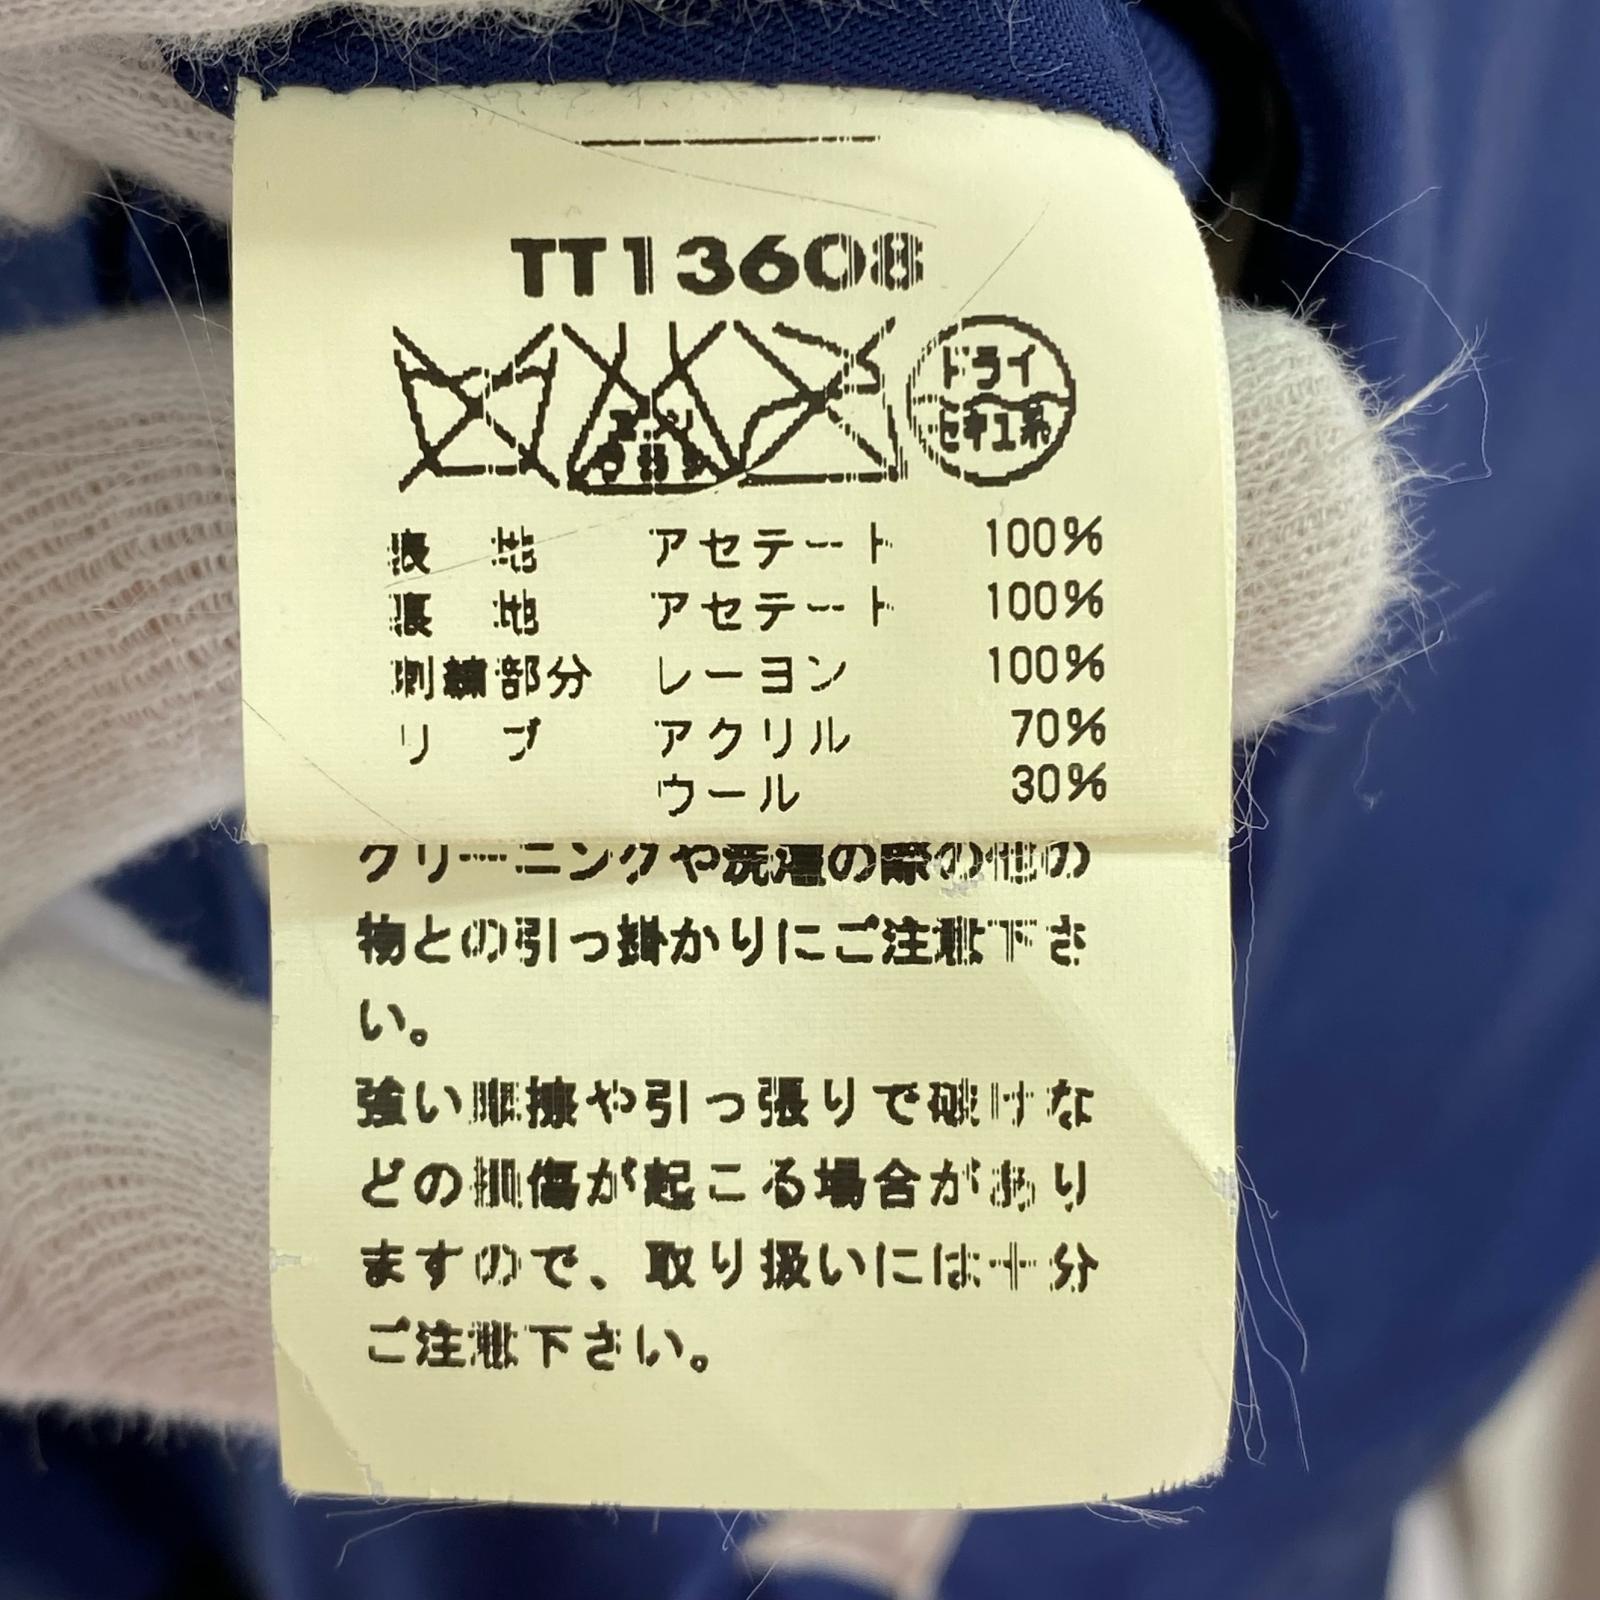 TT13608
ドライ
セキユ系
表 地 アセテート 100%
裏 地 アセテート 100%
刺繍部分 レーヨン 100%
リ ブ アクリル 70%
ウール 30%
クリーニングや洗濯の際の他の
物との引っ掛かりにご注意下さ
い。
強い摩擦や引っ張りで破けな
どの損傷が起こる場合があり
ますので、取り扱いには十分
ご注意下さい。